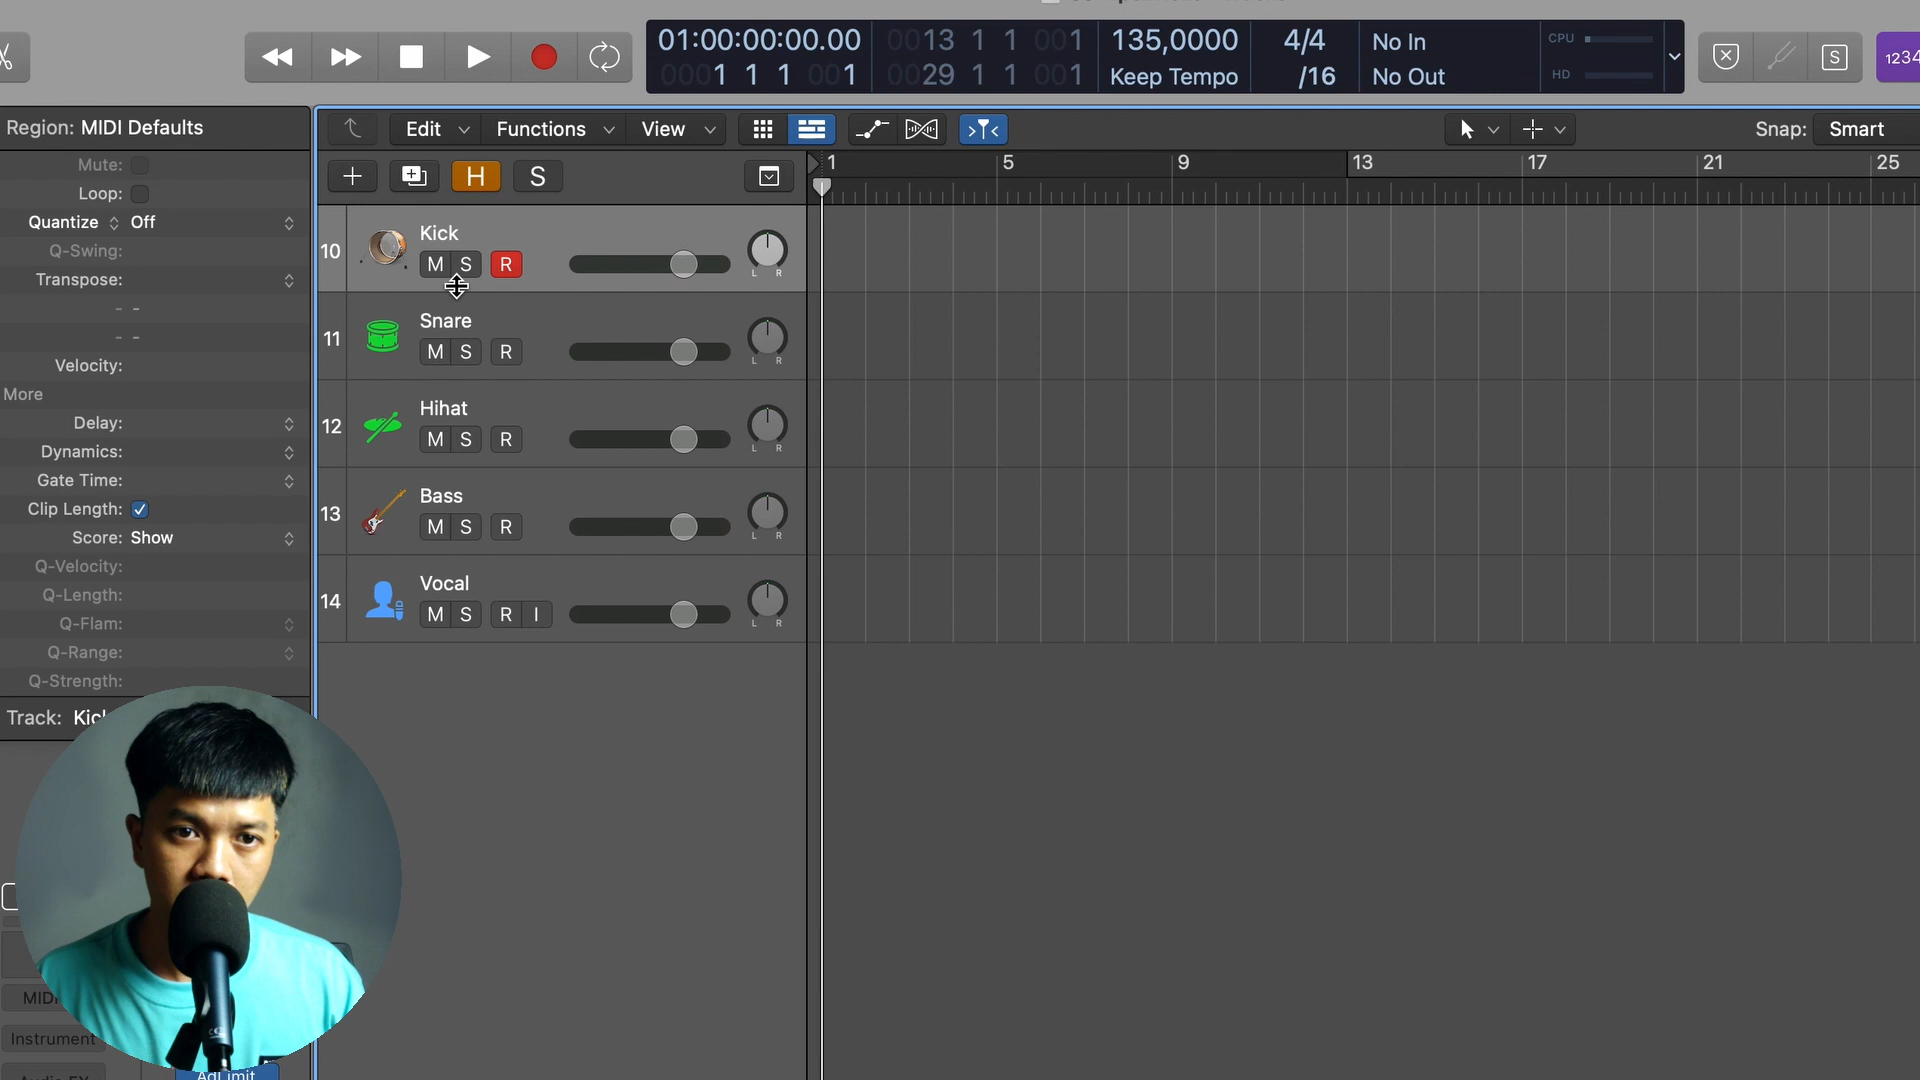 01:00:00:00.00
0001 1 1 001
0013 1 1 001
0029 1 1 001
135,0000
Keep Tempo
4/4
/16
No In
No Out
CPU
HD
S
1234
Region: MIDI Defaults
Mute:
Loop:
Quantize Off
Q-Swing:
Transpose:
- -
- -
Velocity:
More
Delay:
Dynamics:
Gate Time:
Clip Length:
Score: Show
Q-Velocity:
Q-Length:
Q-Flam:
Q-Range:
Q-Strength:
Track:
Instrument
Edit
Functions
View
Snap: Smart
H S
1 5 9 13 17 21 25
10 Kick
M S R
L R
11 Snare
M S R
L R
12 Hihat
M S R
L R
13 Bass
M S R
L R
14 Vocal
M S R I
L R